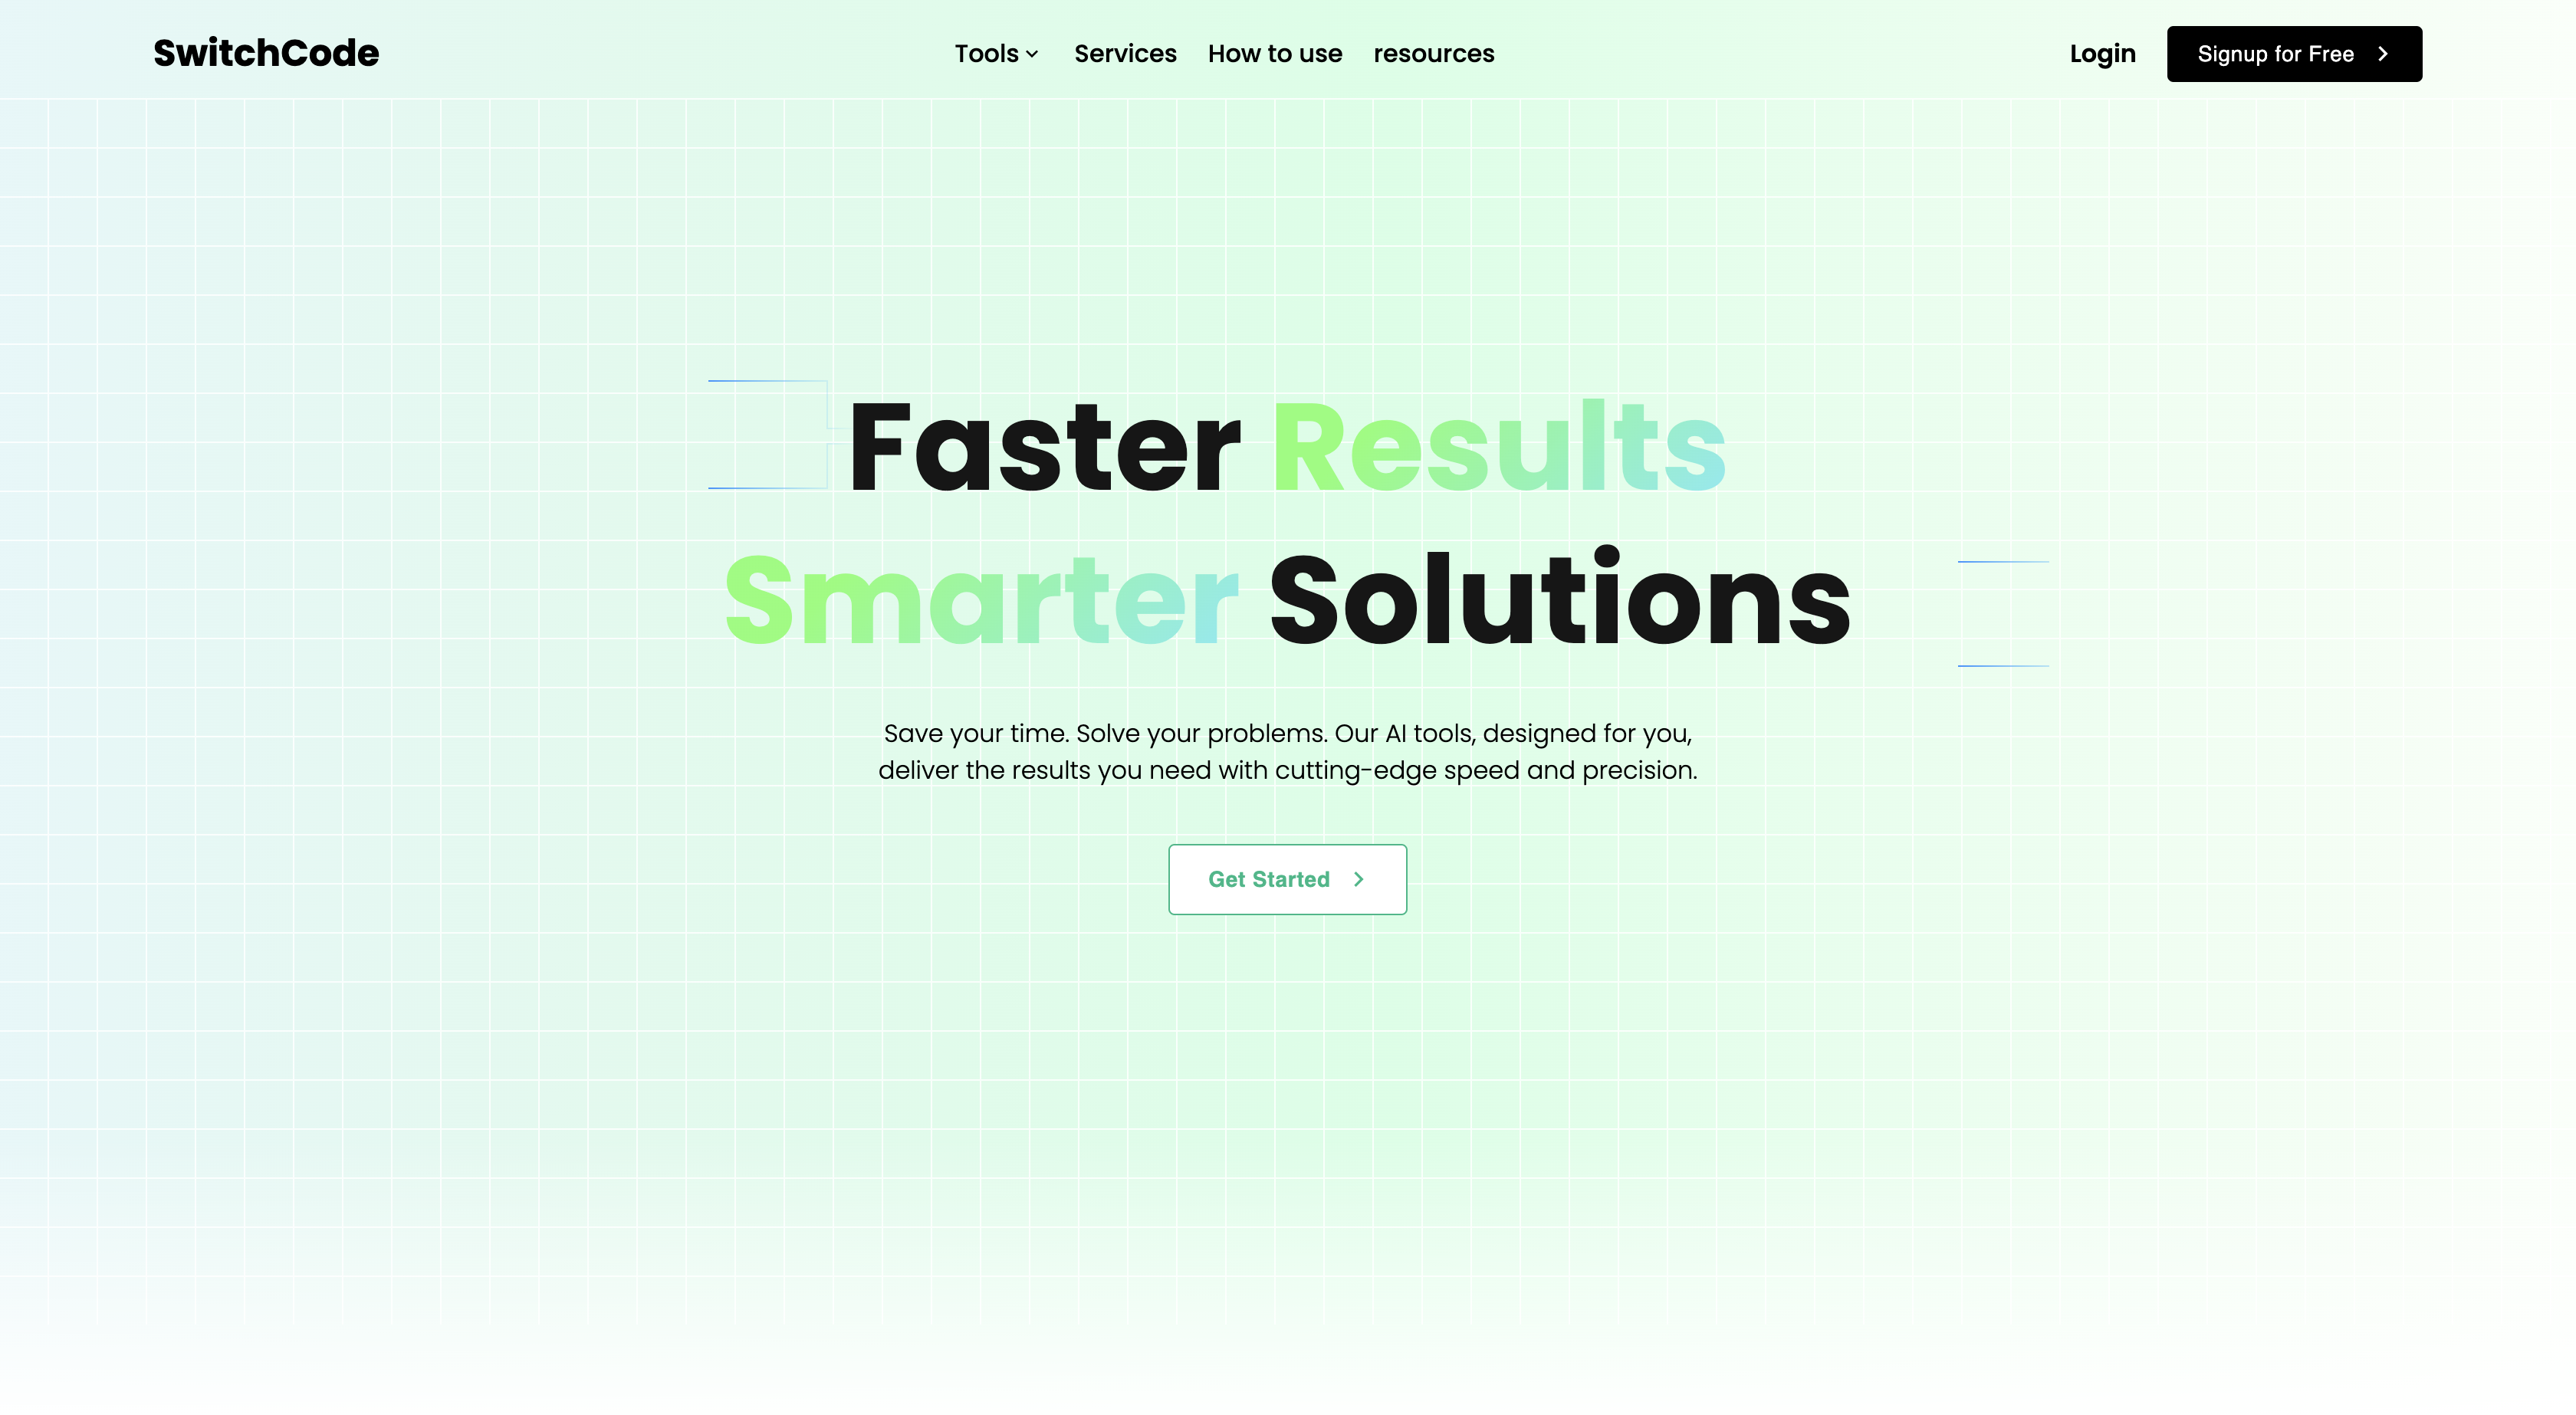 SwitchCode
Tools
Services
How to use
resources
Login
Signup for Free
Faster Results
Smarter Solutions
Save your time. Solve your problems. Our AI tools, designed for you,
deliver the results you need with cutting-edge speed and precision.
Get Started